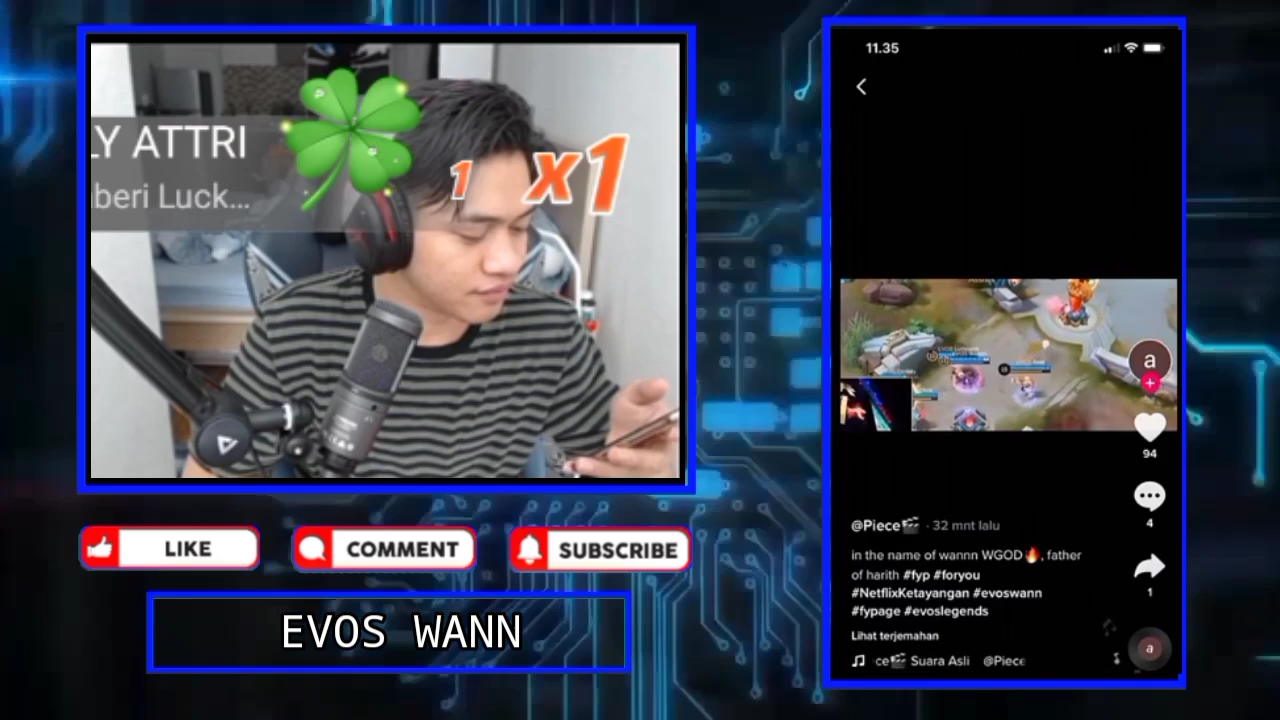 LY ATTRI
beri Luck...
1 x1
LIKE
COMMENT
SUBSCRIBE
EVOS WANN
11.35
a
94
4
1
@Piece🎬 · 32 mnt lalu
in the name of wannn WGOD🔥, father
of harith #fyp #foryou
#NetflixKetayangan #evoswann
#fypage #evoslegends
Lihat terjemahan
ce🎬 Suara Asli @Piece
a